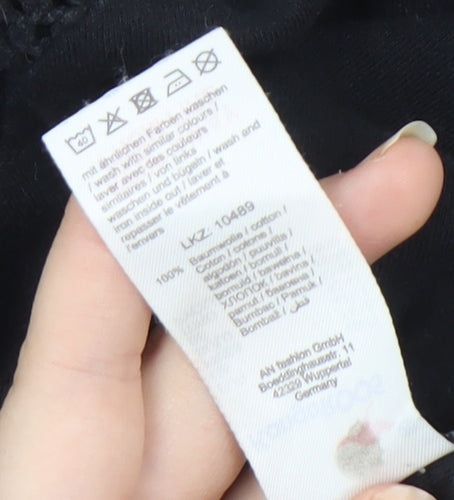 40
mit ähnlichen Farben waschen
/ wash with similar colours /
laver avec des couleurs
similaires / von links
waschen und bügeln / wash and
iron inside out / laver et
repasser le vêtement à
l'envers
LKZ: 10489
100% Baumwolle / cotton /
Coton / cotone /
algodón / puuvilla /
katoen / bomull /
bomuld / bawełna /
ХЛОПОК / bavlna /
pamut / бавовна /
Bumbac / Pamuk /
Bombaž / قطن
AN fashion GmbH
Boeddinghausstr. 11
42329 Wuppertal
Germany